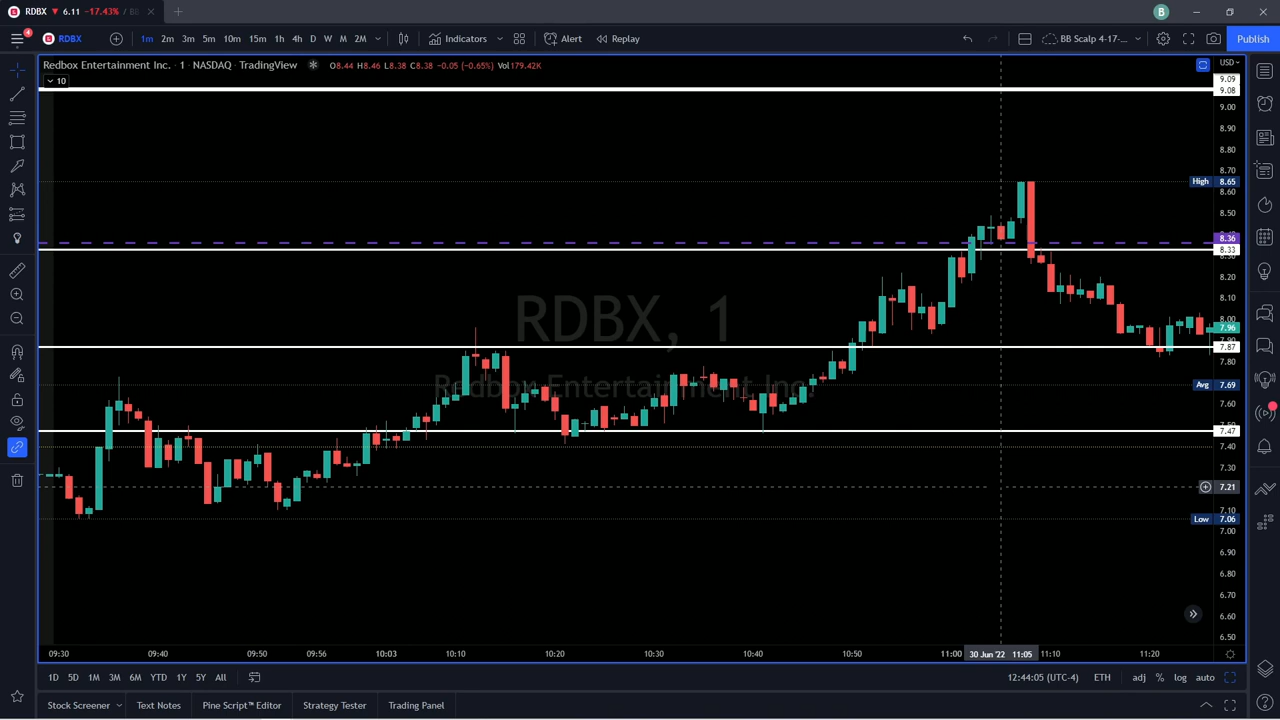 RDBX ▼ 6.11 −17.43% / BB
4
RDBX 1m 2m 3m 5m 10m 15m 1h 4h D W M 2M Indicators Alert Replay BB Scalp 4-17-... Publish
B
Redbox Entertainment Inc. · 1 · NASDAQ · TradingView O8.44 H8.46 L8.38 C8.38 −0.05 (−0.65%) Vol179.42K
USD
10
9.09
9.08
9.00
8.90
8.80
8.70
High 8.65
8.60
8.50
8.36
8.33
8.20
8.10
8.00
7.96
7.87
7.80
Avg 7.69
7.60
7.47
7.40
7.30
7.21
7.10
Low 7.06
7.00
6.90
6.80
6.70
6.60
6.50
RDBX, 1
Redbox Entertainment Inc.
09:30 09:40 09:50 10:03 10:10 10:20 10:30 10:40 10:50 11:00 30 Jun '22 11:05 11:10 11:20
1D 5D 1M 3M 6M YTD 1Y 5Y All 12:44:05 (UTC-4) ETH adj % log auto
Stock Screener Text Notes Pine Script™ Editor Strategy Tester Trading Panel